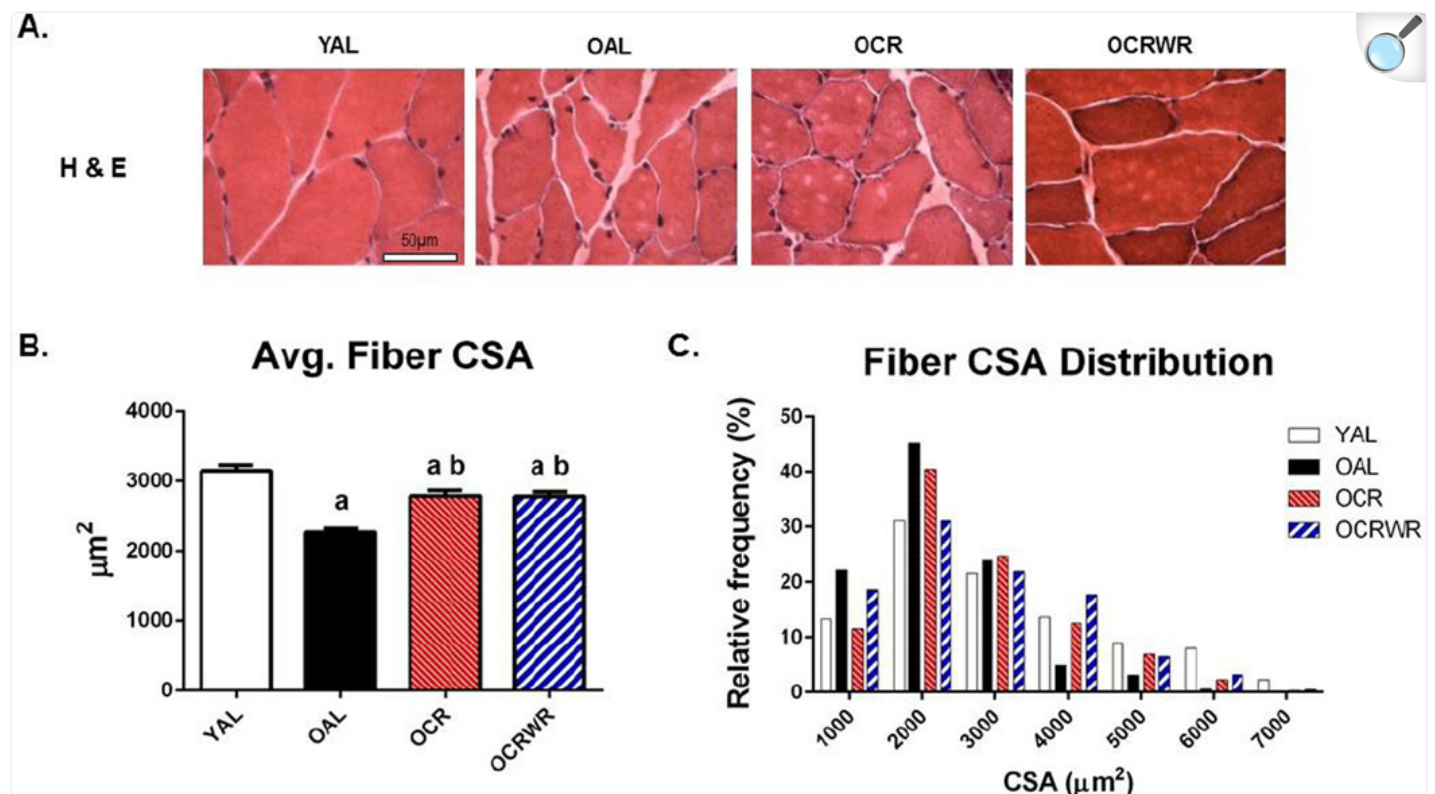 A.
YAL OAL OCR OCRWR
H & E
50µm
B.
Avg. Fiber CSA
4000
3000
2000
1000
0
µm²
a
a b
a b
YAL OAL OCR OCRWR
C.
Fiber CSA Distribution
Relative frequency (%)
50
40
30
20
10
0
YAL
OAL
OCR
OCRWR
1000 2000 3000 4000 5000 6000 7000
CSA (µm²)